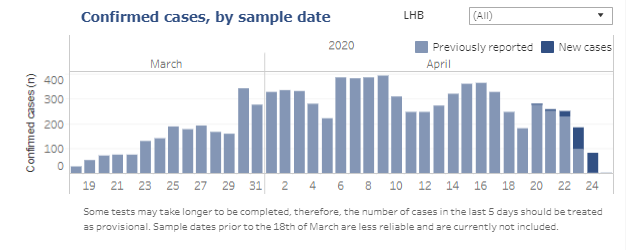 Confirmed cases, by sample date
LHB
(All)
2020
Previously reported
New cases
March
April
Confirmed cases (n)
400
300
200
100
0
19 21 23 25 27 29 31 2 4 6 8 10 12 14 16 18 20 22 24
Some tests may take longer to be completed, therefore, the number of cases in the last 5 days should be treated
as provisional. Sample dates prior to the 18th of March are less reliable and are currently not included.